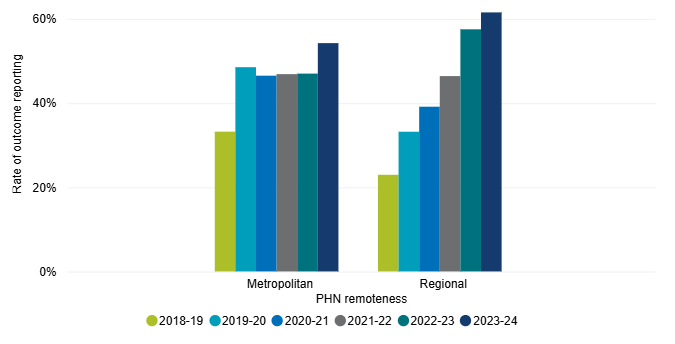 Rate of outcome reporting
60%
40%
20%
0%
Metropolitan
Regional
PHN remoteness
2018-19 2019-20 2020-21 2021-22 2022-23 2023-24